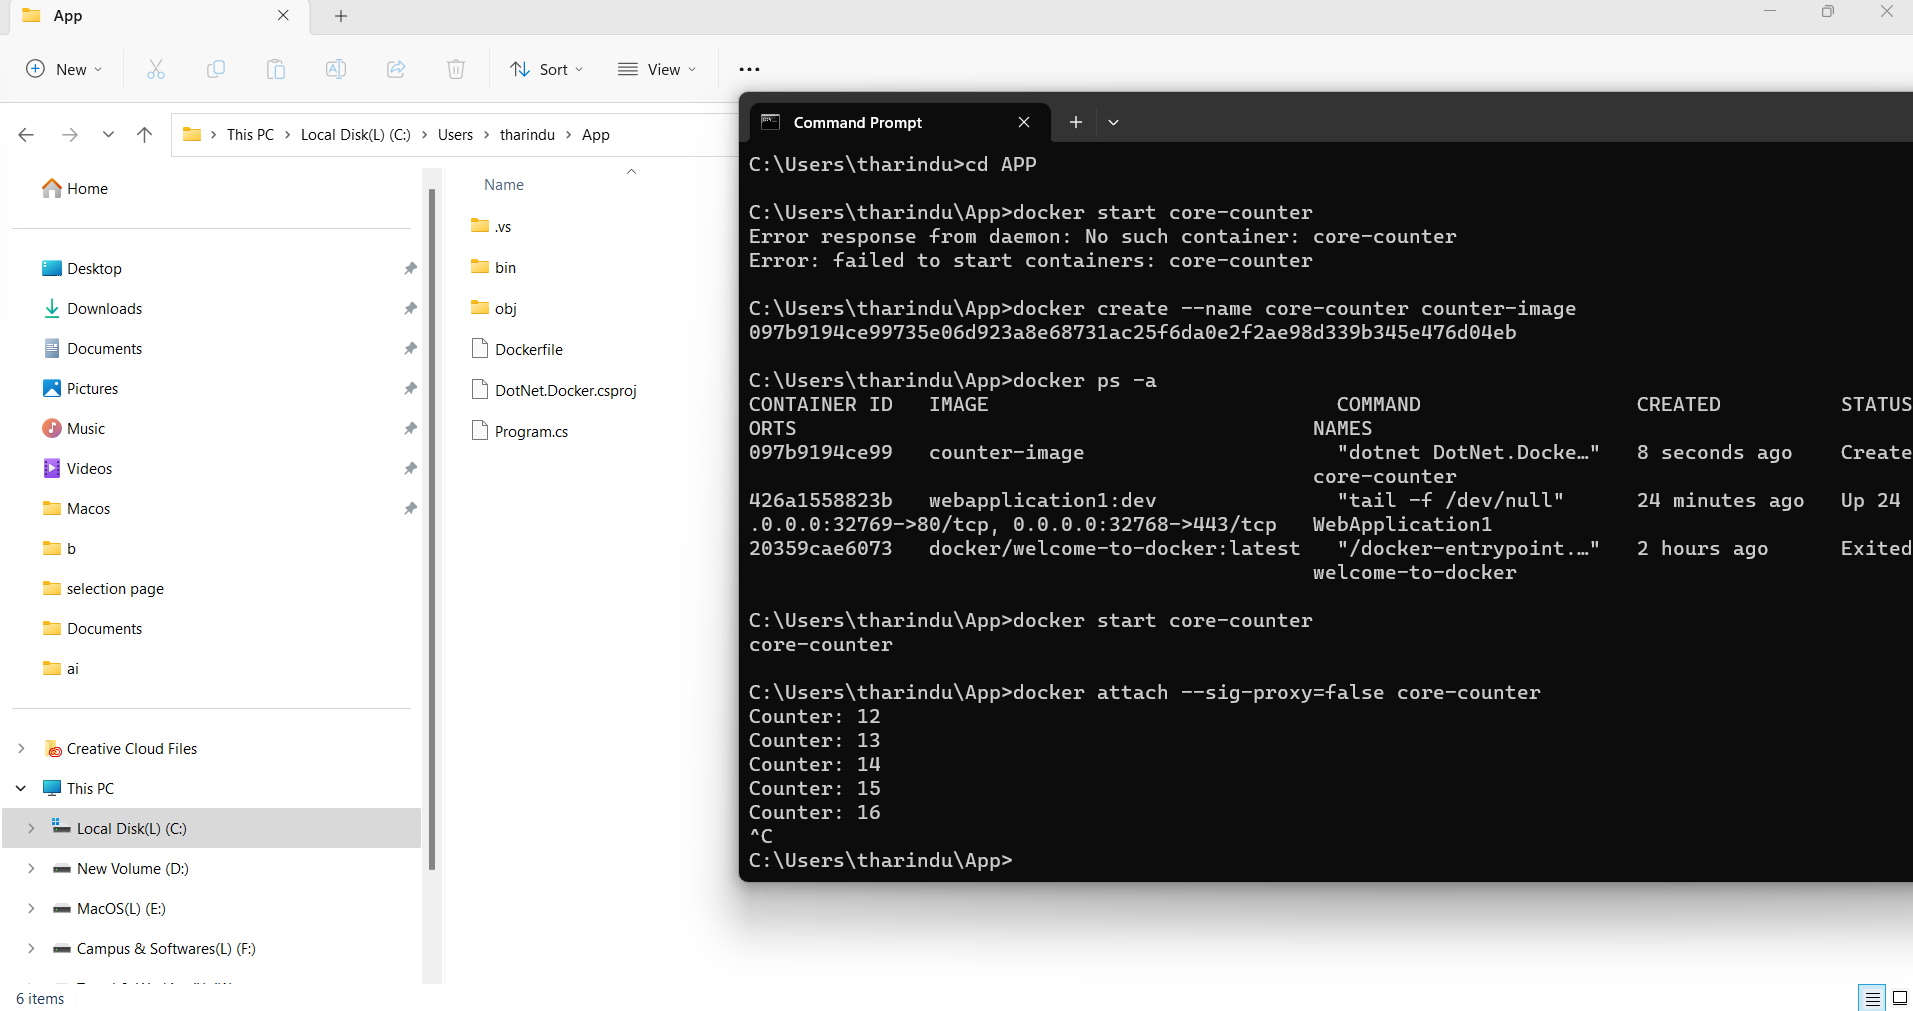 App
New
Sort
View
This PC
Local Disk(L) (C:)
Users
tharindu
App
Home
Desktop
Downloads
Documents
Pictures
Music
Videos
Macos
b
selection page
Documents
ai
Creative Cloud Files
This PC
Local Disk(L) (C:)
New Volume (D:)
MacOS(L) (E:)
Campus & Softwares(L) (F:)
6 items
Name
.vs
bin
obj
Dockerfile
DotNet.Docker.csproj
Program.cs
Command Prompt
C:\Users\tharindu>cd APP
C:\Users\tharindu\App>docker start core-counter
Error response from daemon: No such container: core-counter
Error: failed to start containers: core-counter
C:\Users\tharindu\App>docker create --name core-counter counter-image
097b9194ce99735e06d923a8e68731ac25f6da0e2f2ae98d339b345e476d04eb
C:\Users\tharindu\App>docker ps -a
CONTAINER ID IMAGE COMMAND CREATED STATUS
ORTS NAMES
097b9194ce99 counter-image "dotnet DotNet.Docke…" 8 seconds ago Create
core-counter
426a1558823b webapplication1:dev "tail -f /dev/null" 24 minutes ago Up 24
.0.0.0:32769->80/tcp, 0.0.0.0:32768->443/tcp WebApplication1
20359cae6073 docker/welcome-to-docker:latest "/docker-entrypoint.…" 2 hours ago Exited
welcome-to-docker
C:\Users\tharindu\App>docker start core-counter
core-counter
C:\Users\tharindu\App>docker attach --sig-proxy=false core-counter
Counter: 12
Counter: 13
Counter: 14
Counter: 15
Counter: 16
^C
C:\Users\tharindu\App>